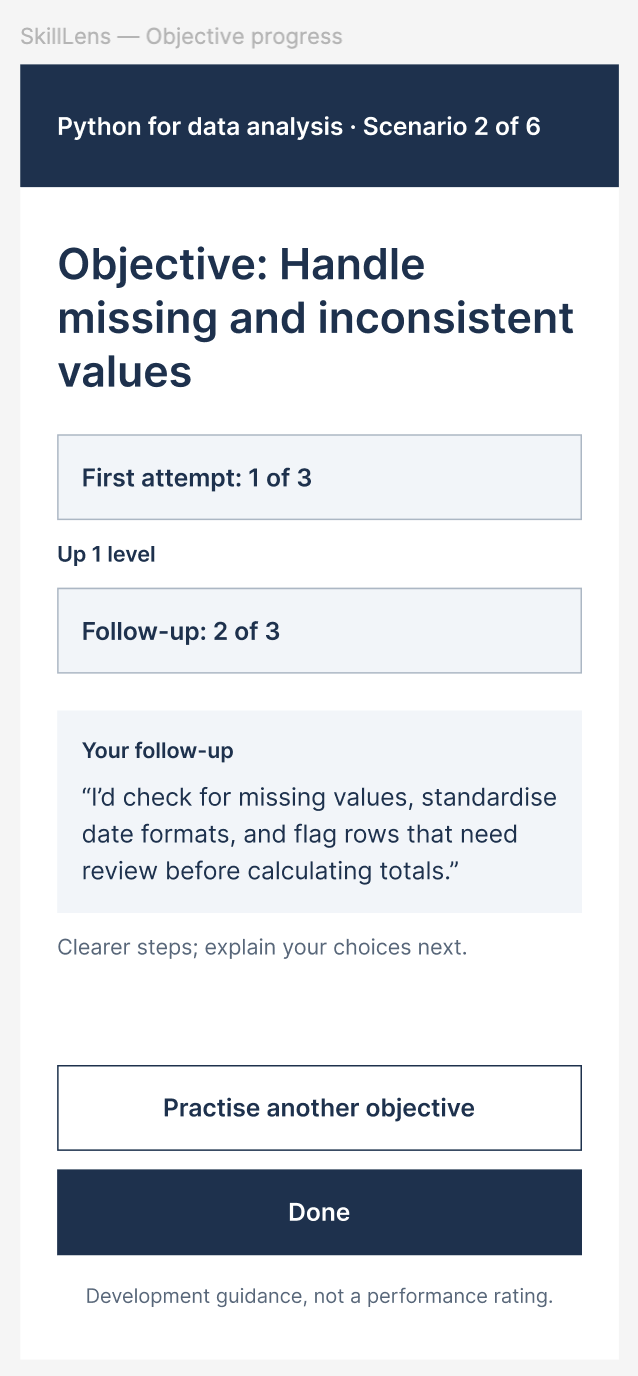 SkillLens — Objective progress
Python for data analysis · Scenario 2 of 6
Objective: Handle
missing and inconsistent
values
First attempt: 1 of 3
Up 1 level
Follow-up: 2 of 3
Your follow-up
“I’d check for missing values, standardise
date formats, and flag rows that need
review before calculating totals.”
Clearer steps; explain your choices next.
Practise another objective
Done
Development guidance, not a performance rating.